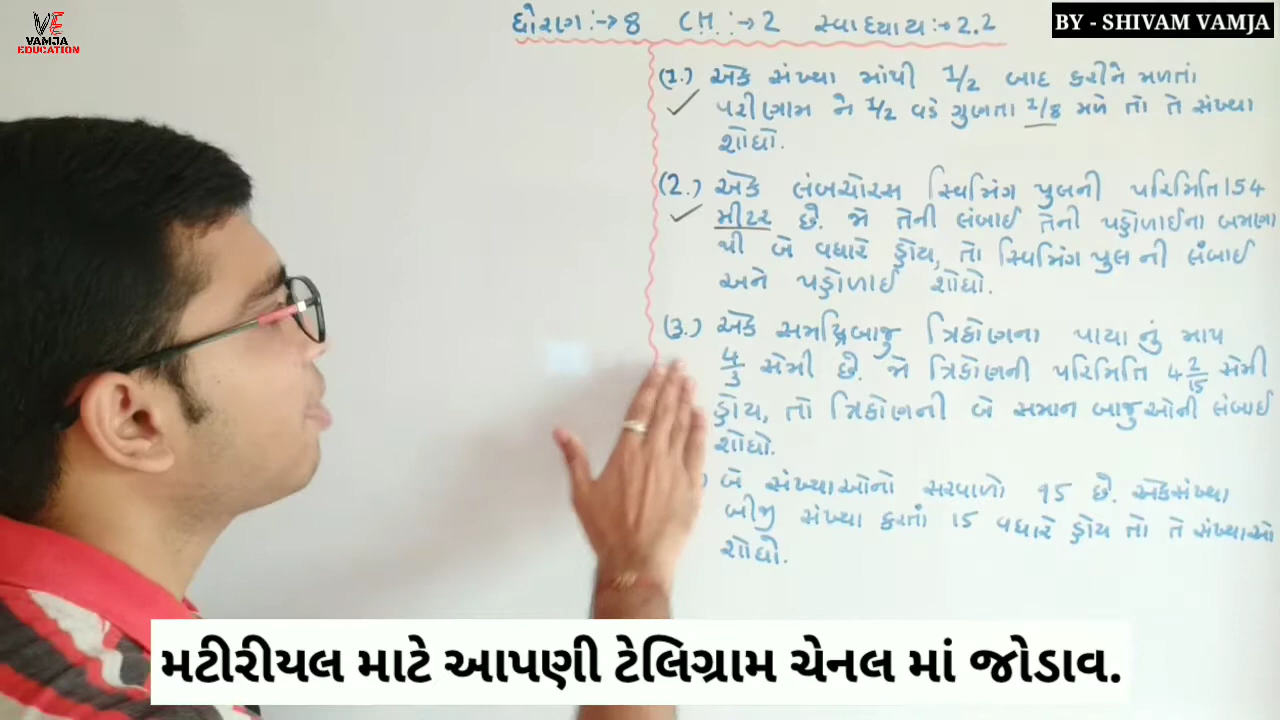 VE
VAMJA
EDUCATION
BY - SHIVAM VAMJA
ધોરણ :-> 8 CH. :-> 2 સ્વાધ્યાય :-> 2.2
(1.) એક સંખ્યા માંથી 1/2 બાદ કરીને મળતાં
પરીણામ ને 1/2 વડે ગુણતા 1/8 મળે તો તે સંખ્યા
શોધો.
(2.) એક લંબચોરસ સ્વિમિંગ પુલની પરિમિતિ 154
મીટર છે. જો તેની લંબાઈ તેની પહોળાઈના બમણા
થી બે વધારે હોય, તો સ્વિમિંગ પુલ ની લંબાઈ
અને પહોળાઈ શોધો.
(3.) એક સમદ્વિબાજુ ત્રિકોણના પાયા નું માપ
4/3 સેમી છે. જો ત્રિકોણની પરિમિતિ 4 2/15 સેમી
હોય, તો ત્રિકોણની બે સમાન બાજુઓની લંબાઈ
શોધો.
) બે સંખ્યાઓનો સરવાળો ૧5 છે. એક સંખ્યા
બીજી સંખ્યા કરતાં 15 વધારે હોય તો તે સંખ્યાઓ
શોધો.
મટીરીયલ માટે આપણી ટેલિગ્રામ ચેનલ માં જોડાવ.